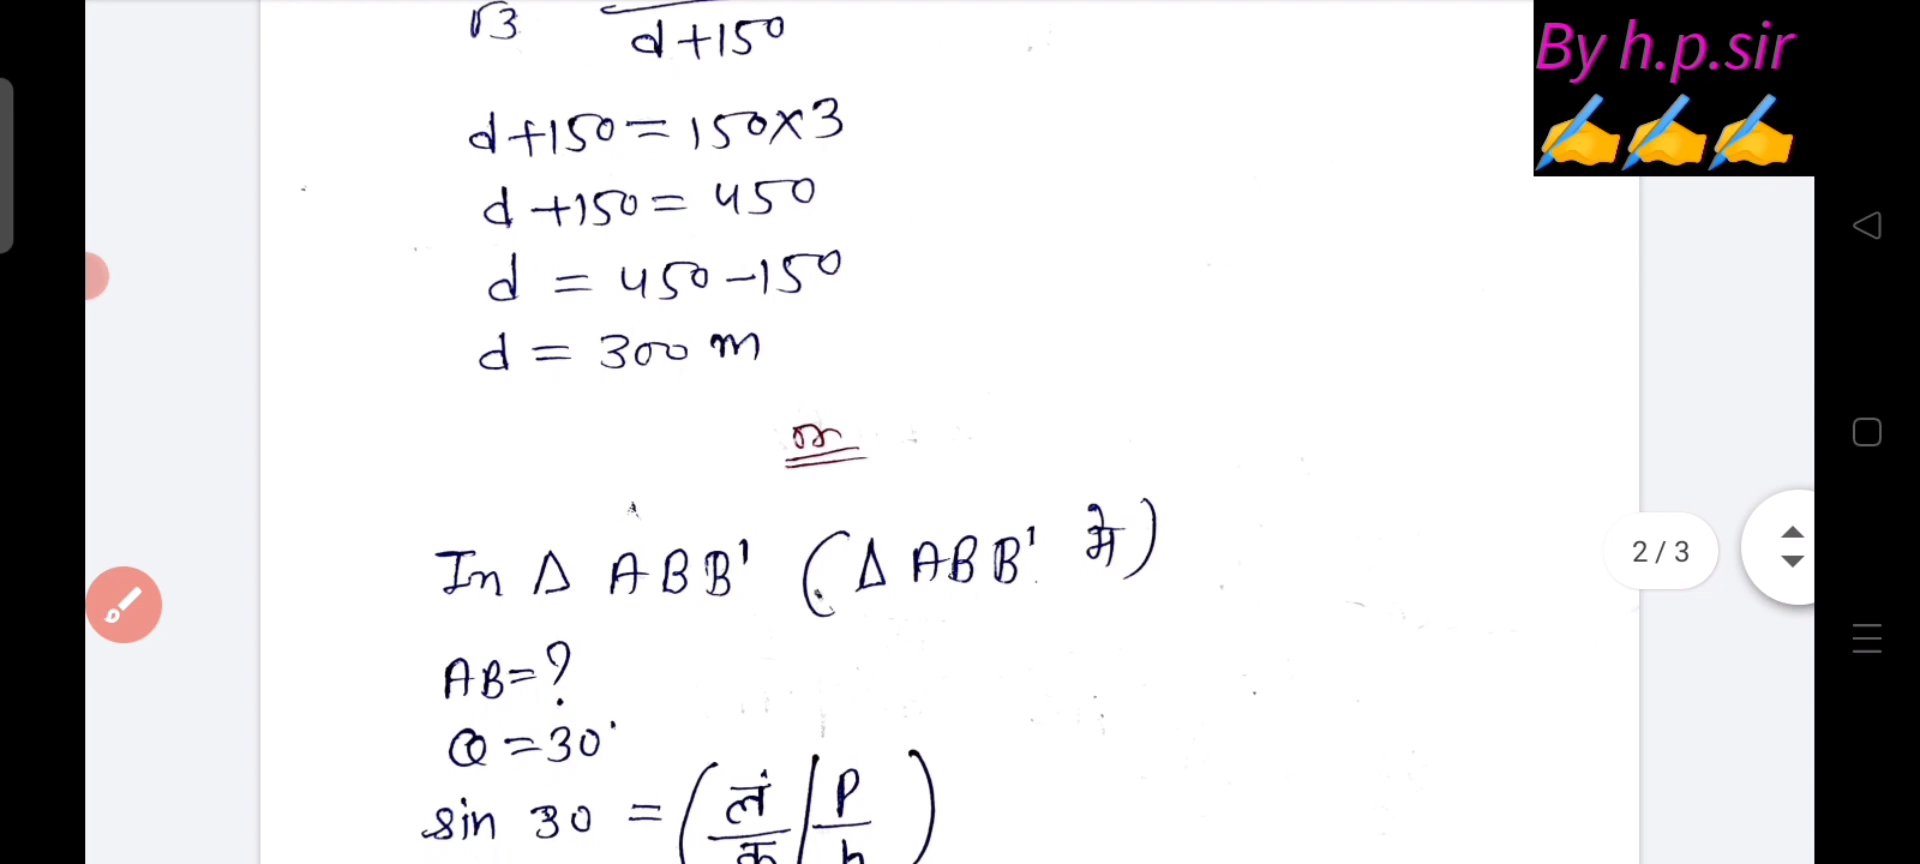 √3 d+150
By h.p.sir
d+150=150×3
d+150=450
d = 450-150
d = 300 m
or
In Δ ABB' (Δ ABB' में)
AB=?
θ=30°
sin 30 = (लं/क / p/h)
2/3